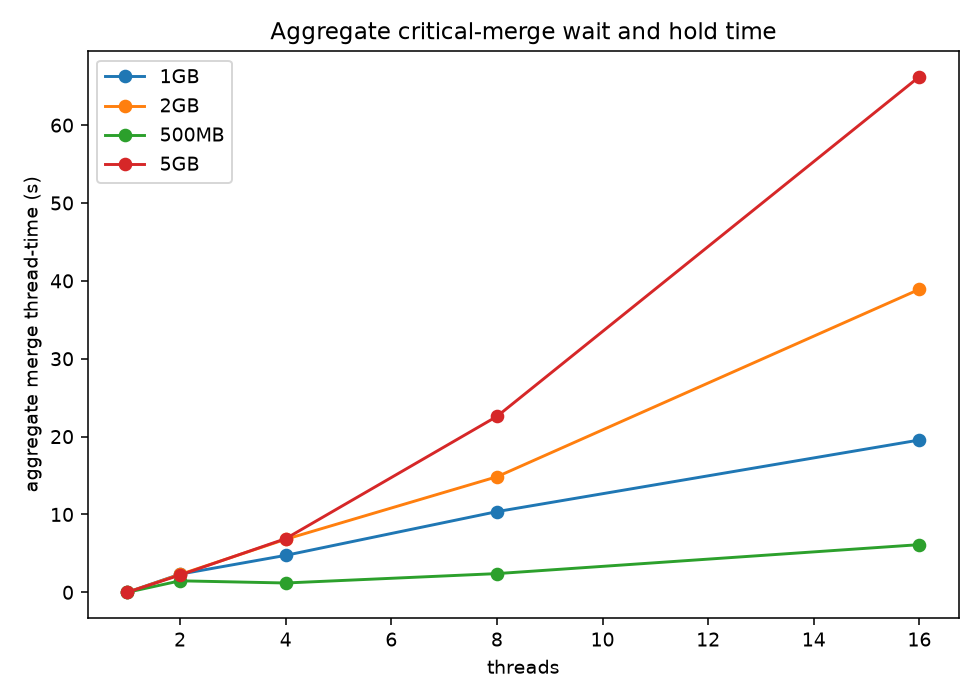 Aggregate critical-merge wait and hold time
1GB
2GB
500MB
5GB
aggregate merge thread-time (s)
60
50
40
30
20
10
0
2
4
6
8
10
12
14
16
threads